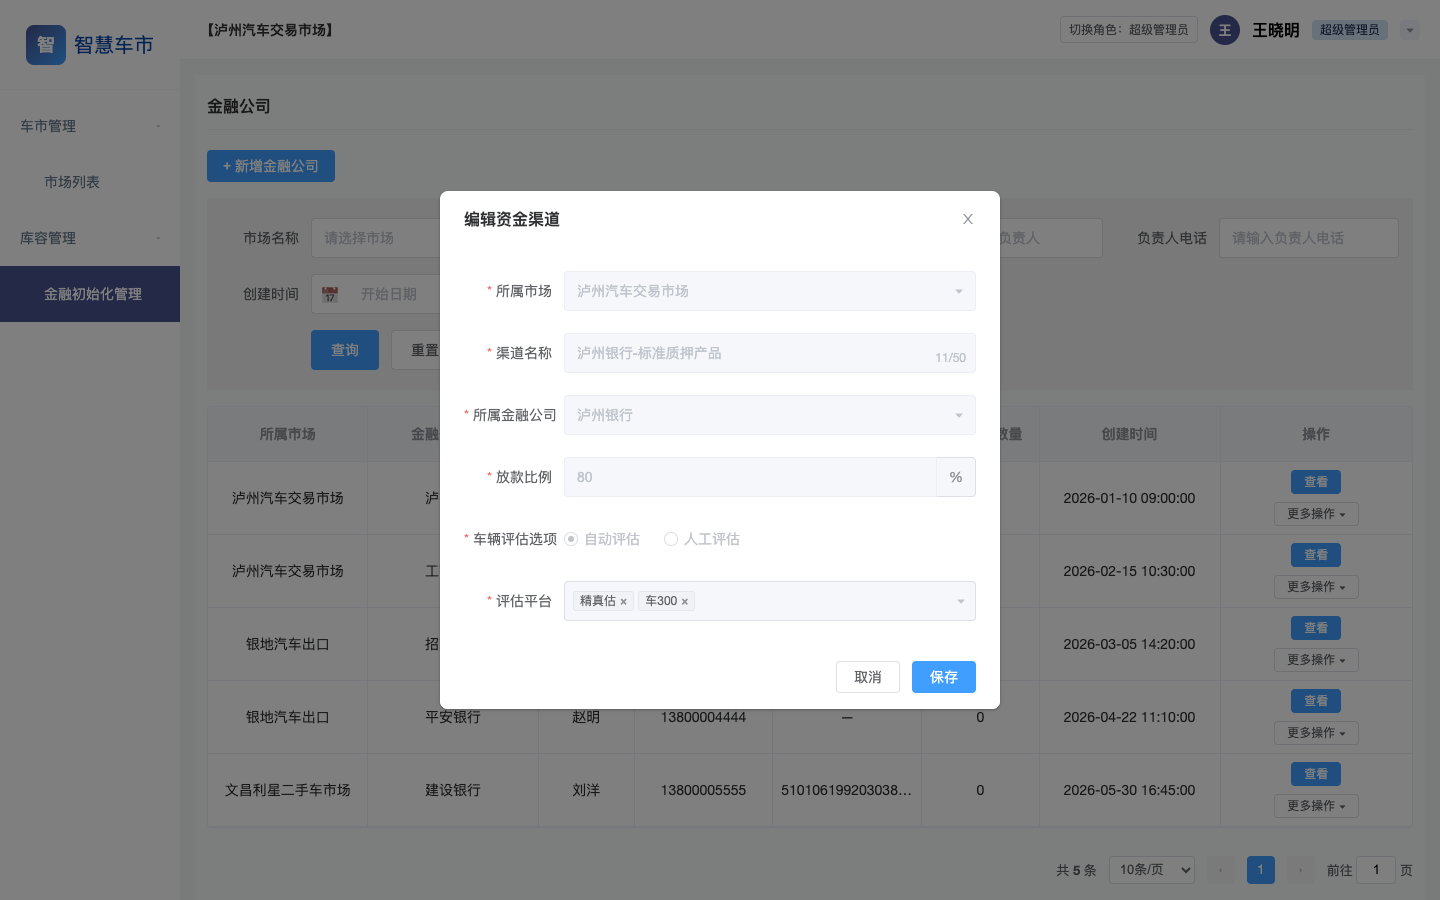 智 智慧车市
【泸州汽车交易市场】
切换角色：超级管理员
王
王晓明
超级管理员
车市管理
市场列表
库容管理
金融初始化管理
金融公司
+ 新增金融公司
市场名称 请选择市场
负责人
负责人电话 请输入负责人电话
创建时间 开始日期
查询 重置
编辑资金渠道
* 所属市场 泸州汽车交易市场
* 渠道名称 泸州银行-标准质押产品 11/50
* 所属金融公司 泸州银行
* 放款比例 80 %
* 车辆评估选项 自动评估 人工评估
* 评估平台 精真估 × 车300 ×
取消 保存
所属市场 金融 数量 创建时间 操作
泸州汽车交易市场 泸 2026-01-10 09:00:00 查看
更多操作
泸州汽车交易市场 工 2026-02-15 10:30:00 查看
更多操作
银地汽车出口 招 2026-03-05 14:20:00 查看
更多操作
银地汽车出口 平安银行 赵明 13800004444 — 0 2026-04-22 11:10:00 查看
更多操作
文昌利星二手车市场 建设银行 刘洋 13800005555 510106199203038... 0 2026-05-30 16:45:00 查看
更多操作
共 5 条 10条/页 ‹ 1 › 前往 1 页